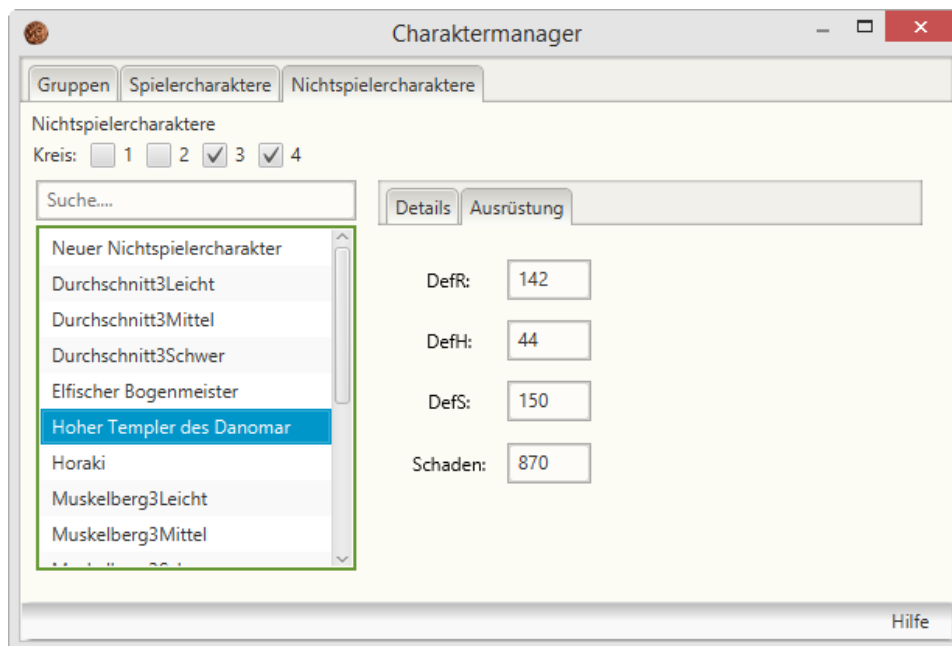 Charaktermanager
Gruppen Spielercharaktere Nichtspielercharaktere
Nichtspielercharaktere
Kreis: 1 2 3 4
Suche....
Neuer Nichtspielercharakter
Durchschnitt3Leicht
Durchschnitt3Mittel
Durchschnitt3Schwer
Elfischer Bogenmeister
Hoher Templer des Danomar
Horaki
Muskelberg3Leicht
Muskelberg3Mittel
Details Ausrüstung
DefR: 142
DefH: 44
DefS: 150
Schaden: 870
Hilfe